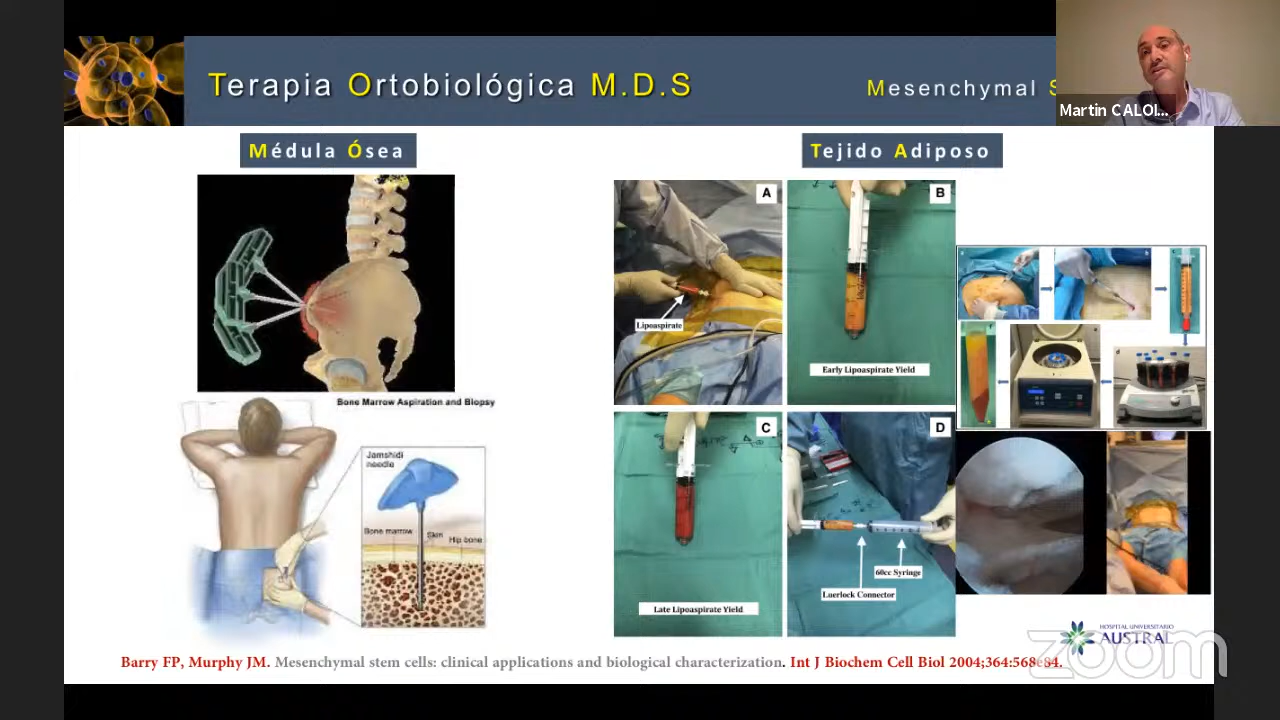 Terapia Ortobiológica M.D.S
Mesenchymal S
Martin CALOI...
Médula Ósea
Tejido Adiposo
A
Lipoaspirate
B
Early Lipoaspirate Yield
C
Late Lipoaspirate Yield
D
60cc Syringe
Luerlock Connector
Bone Marrow Aspiration and Biopsy
Jamshidi
needle
Bone marrow
Skin
Hip bone
HOSPITAL UNIVERSITARIO
AUSTRAL
zoom
Barry FP, Murphy JM. Mesenchymal stem cells: clinical applications and biological characterization. Int J Biochem Cell Biol 2004;364:568e84.